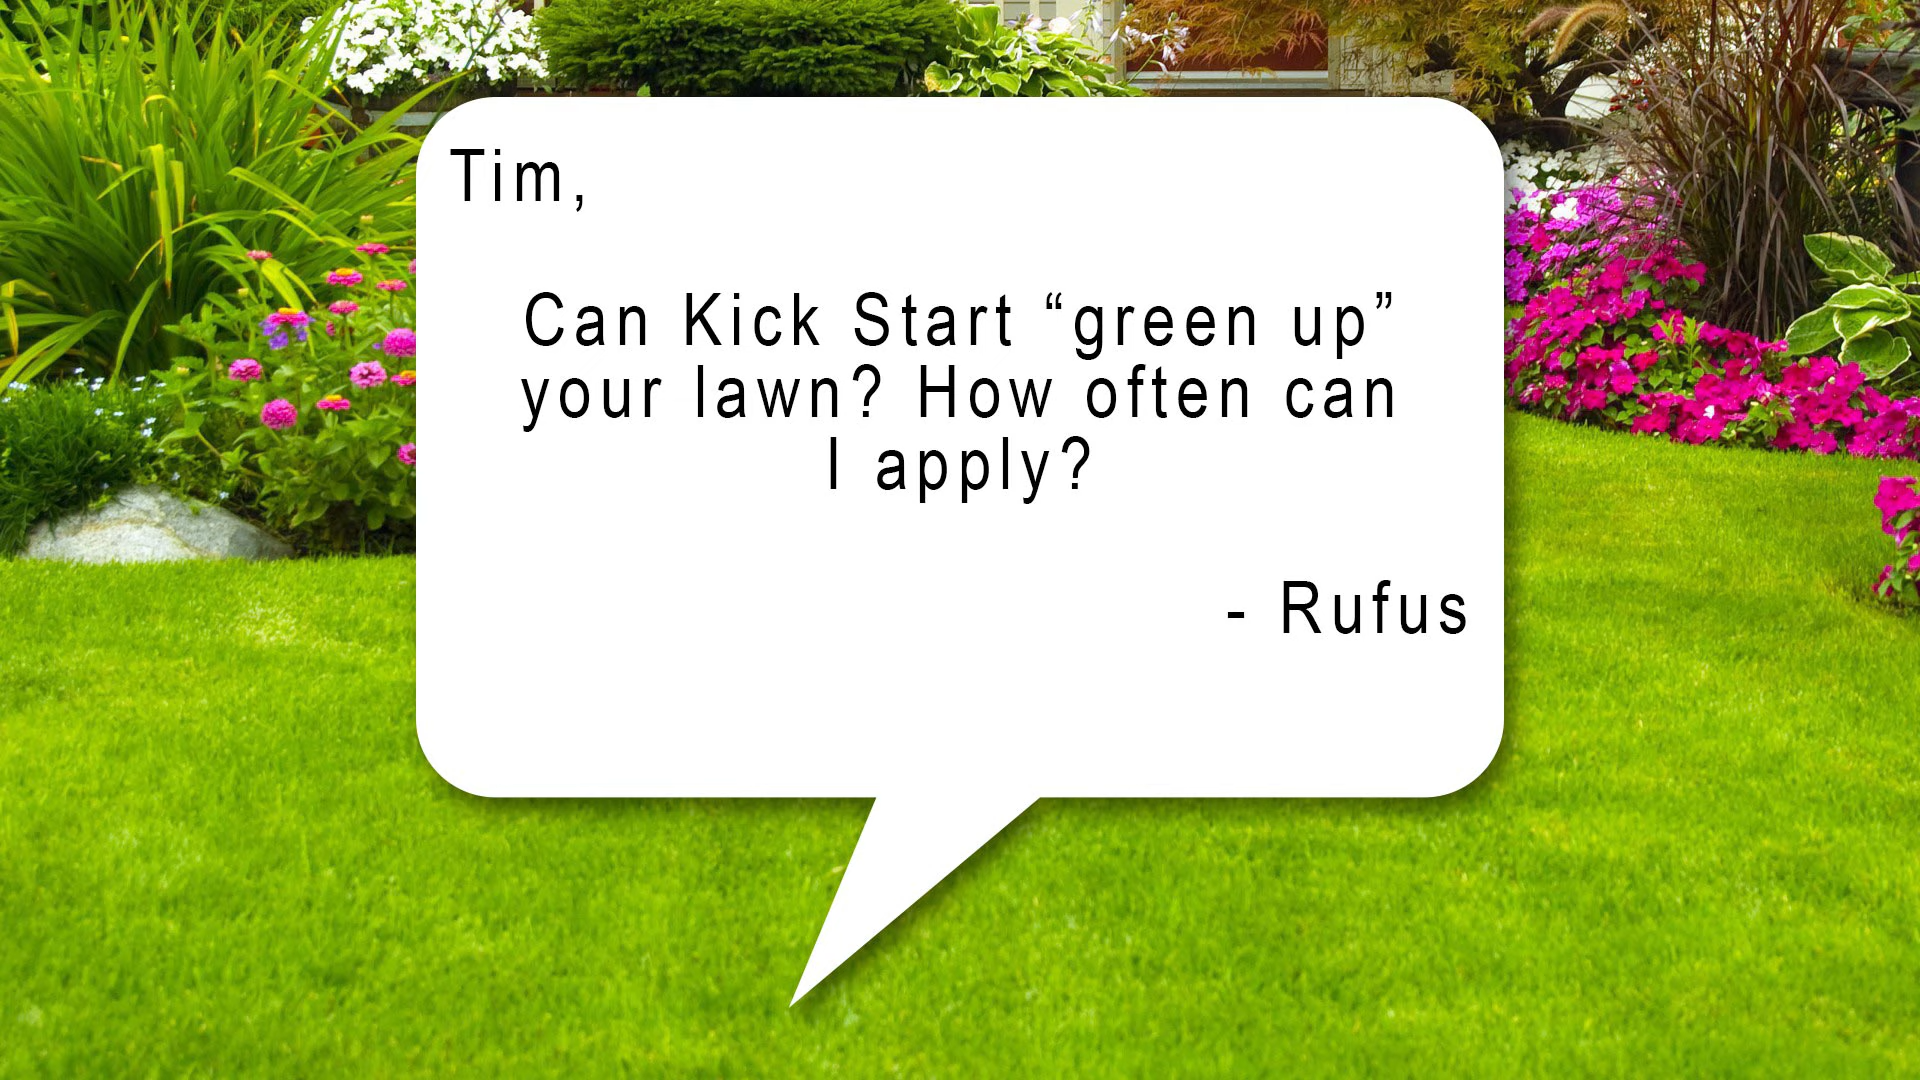 Tim,
Can Kick Start “green up”
your lawn? How often can
I apply?
- Rufus